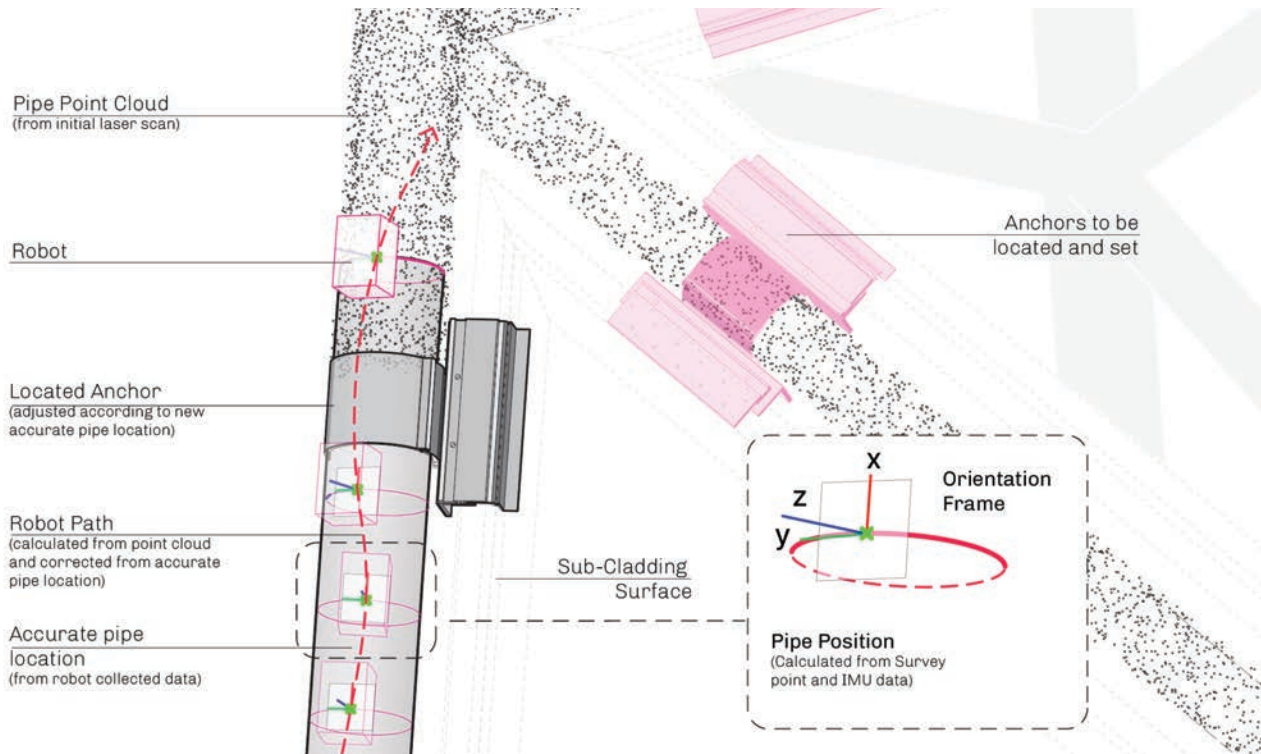 Pipe Point Cloud
(from initial laser scan)
Robot
Located Anchor
(adjusted according to new
accurate pipe location)
Robot Path
(calculated from point cloud
and corrected from accurate
pipe location)
Accurate pipe
location
(from robot collected data)
Anchors to be
located and set
Sub-Cladding
Surface
x
z
y
Orientation
Frame
Pipe Position
(Calculated from Survey
point and IMU data)